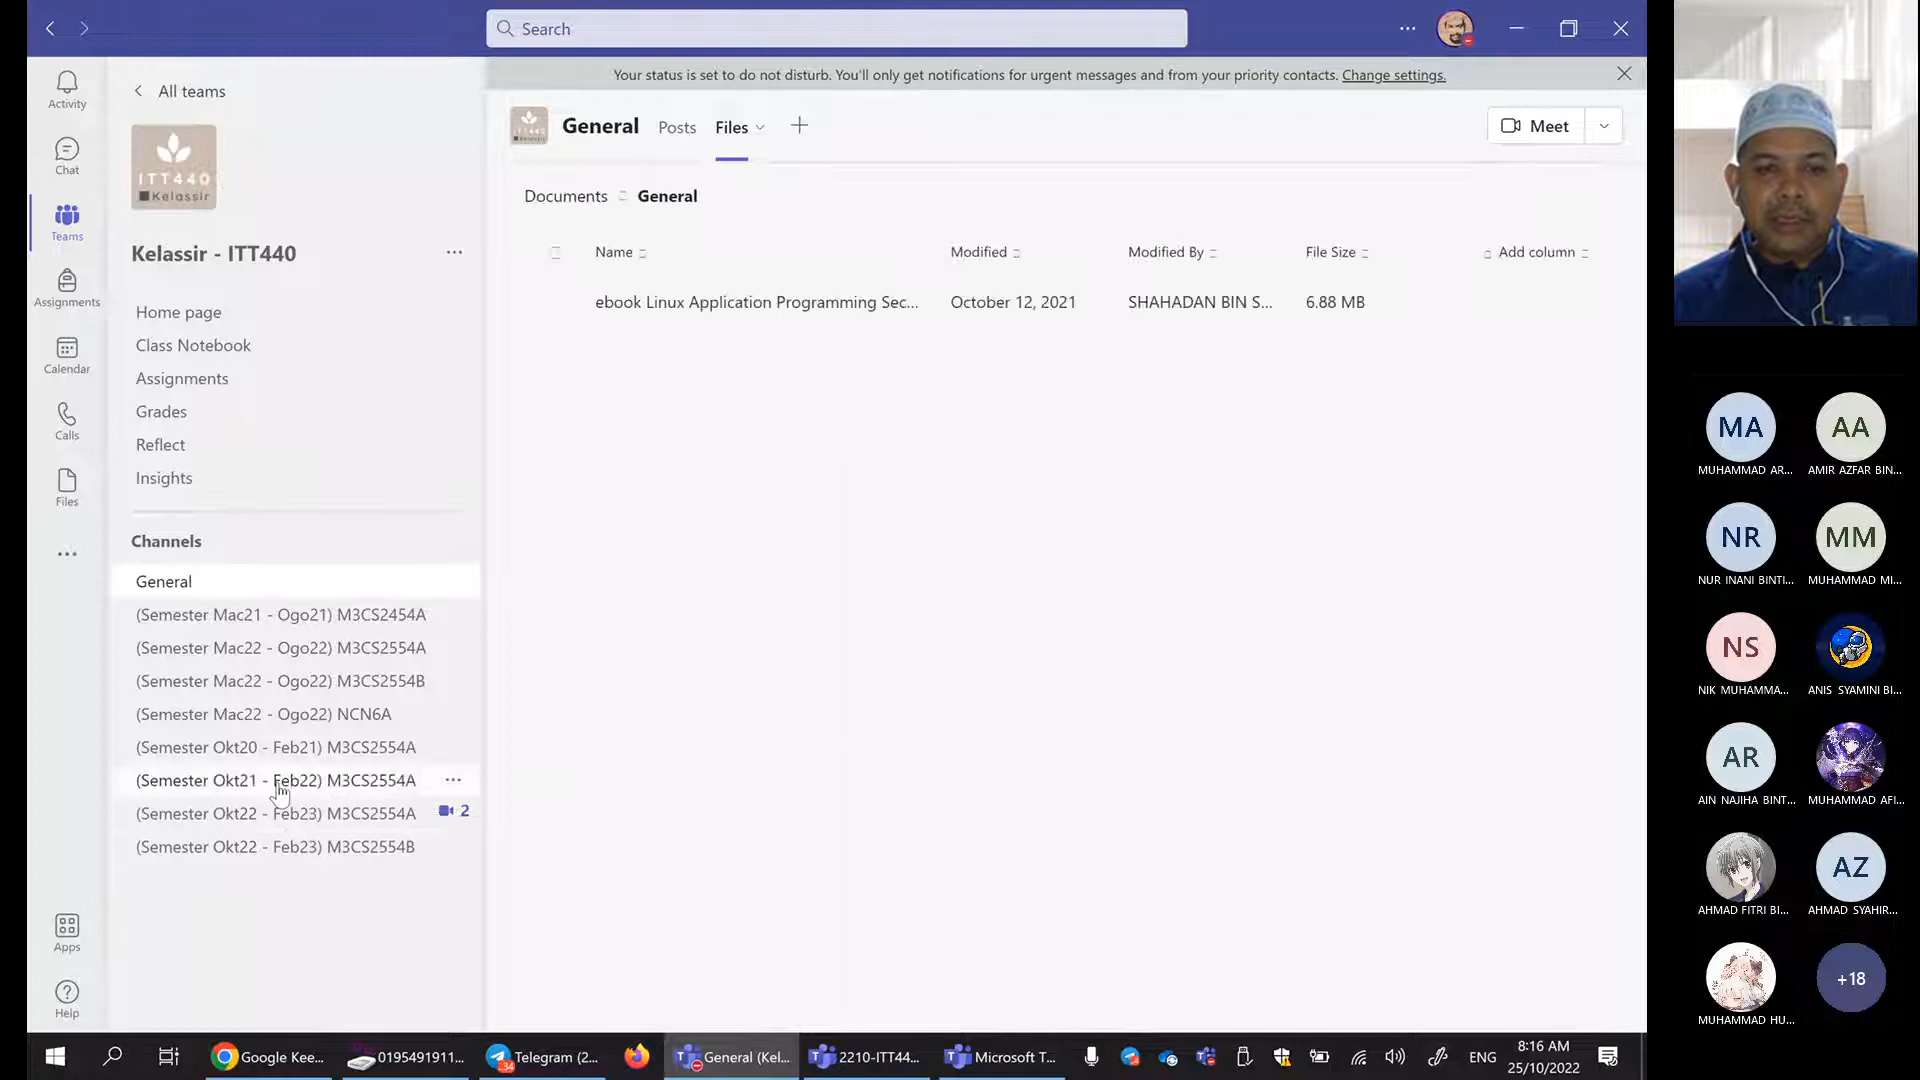 Search
Your status is set to do not disturb. You'll only get notifications for urgent messages and from your priority contacts. Change settings.
Activity
Chat
Teams
Assignments
Calendar
Calls
Files
Apps
Help
All teams
ITT440
Kelassir
Kelassir - ITT440
Home page
Class Notebook
Assignments
Grades
Reflect
Insights
Channels
General
(Semester Mac21 - Ogo21) M3CS2454A
(Semester Mac22 - Ogo22) M3CS2554A
(Semester Mac22 - Ogo22) M3CS2554B
(Semester Mac22 - Ogo22) NCN6A
(Semester Okt20 - Feb21) M3CS2554A
(Semester Okt21 - Feb22) M3CS2554A
(Semester Okt22 - Feb23) M3CS2554A 2
(Semester Okt22 - Feb23) M3CS2554B
General Posts Files
Meet
Documents General
Name Modified Modified By File Size Add column
ebook Linux Application Programming Sec... October 12, 2021 SHAHADAN BIN S... 6.88 MB
MA AA
MUHAMMAD AR... AMIR AZFAR BIN...
NR MM
NUR INANI BINTI... MUHAMMAD MI...
NS
NIK MUHAMMA... ANIS SYAMINI BI...
AR
AIN NAJIHA BINT... MUHAMMAD AFI...
AZ
AHMAD FITRI BI... AHMAD SYAHIR...
+18
MUHAMMAD HU...
Google Kee... 0195491911... Telegram (2... General (Kel... 2210-ITT44... Microsoft T... ENG 8:16 AM
34
25/10/2022